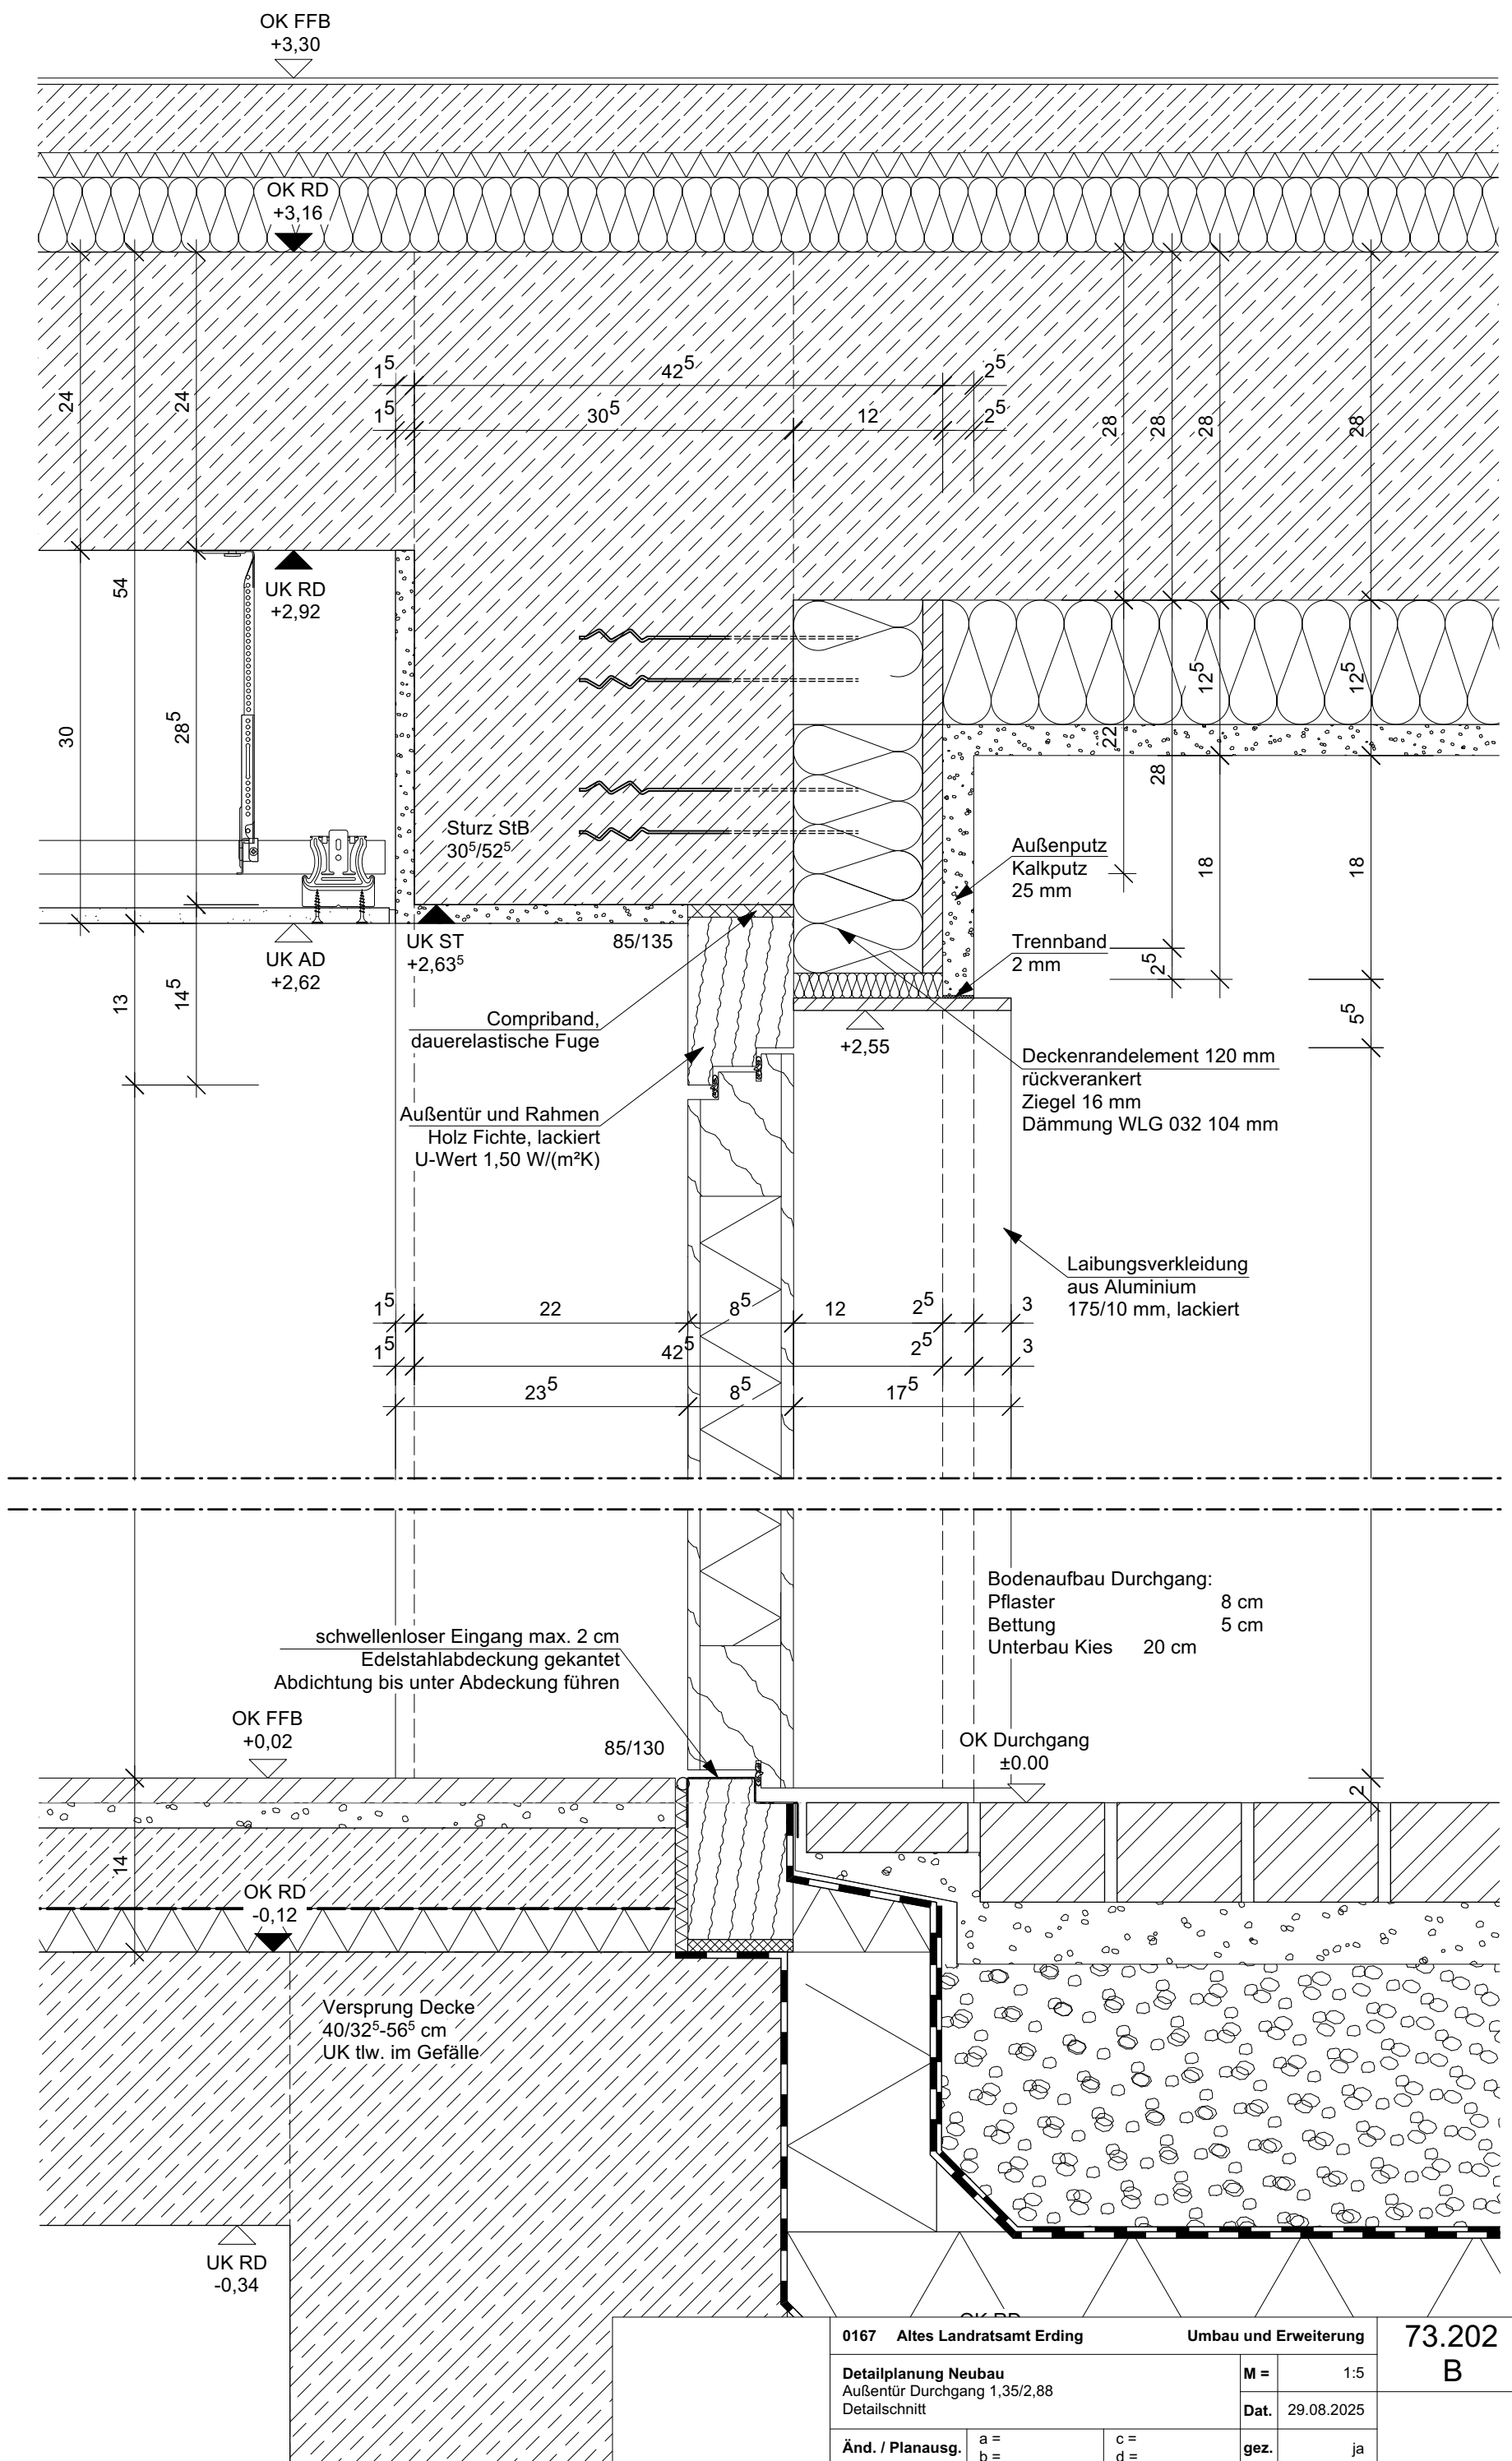 OK FFB
+3,30
OK RD
+3,16
1⁵ 42⁵ 2⁵
1⁵ 30⁵ 12 2⁵
24 24 28 28 28 28
UK RD
+2,92
54
30 28⁵ 12⁵ 12⁵
22
28
18 18
Sturz StB
30⁵/52⁵
Außenputz
Kalkputz
25 mm
Trennband
2 mm
2⁵
5⁵
UK ST
+2,63⁵
85/135
UK AD
+2,62
13 14⁵
Compriband,
dauerelastische Fuge
+2,55
Deckenrandelement 120 mm
rückverankert
Ziegel 16 mm
Dämmung WLG 032 104 mm
Außentür und Rahmen
Holz Fichte, lackiert
U-Wert 1,50 W/(m²K)
Laibungsverkleidung
aus Aluminium
175/10 mm, lackiert
1⁵ 22 8⁵ 12 2⁵ 3
1⁵ 42⁵ 2⁵ 3
23⁵ 8⁵ 17⁵
Bodenaufbau Durchgang:
Pflaster 8 cm
Bettung 5 cm
Unterbau Kies 20 cm
schwellenloser Eingang max. 2 cm
Edelstahlabdeckung gekantet
Abdichtung bis unter Abdeckung führen
OK FFB
+0,02
85/130
OK Durchgang
±0.00
2
14
OK RD
-0,12
Versprung Decke
40/32⁵-56⁵ cm
UK tlw. im Gefälle
UK RD
-0,34
OK RD
0167 Altes Landratsamt Erding Umbau und Erweiterung
73.202
B
Detailplanung Neubau
Außentür Durchgang 1,35/2,88
Detailschnitt
M = 1:5
Dat. 29.08.2025
Änd. / Planausg. a = c =
b = d =
gez. ja